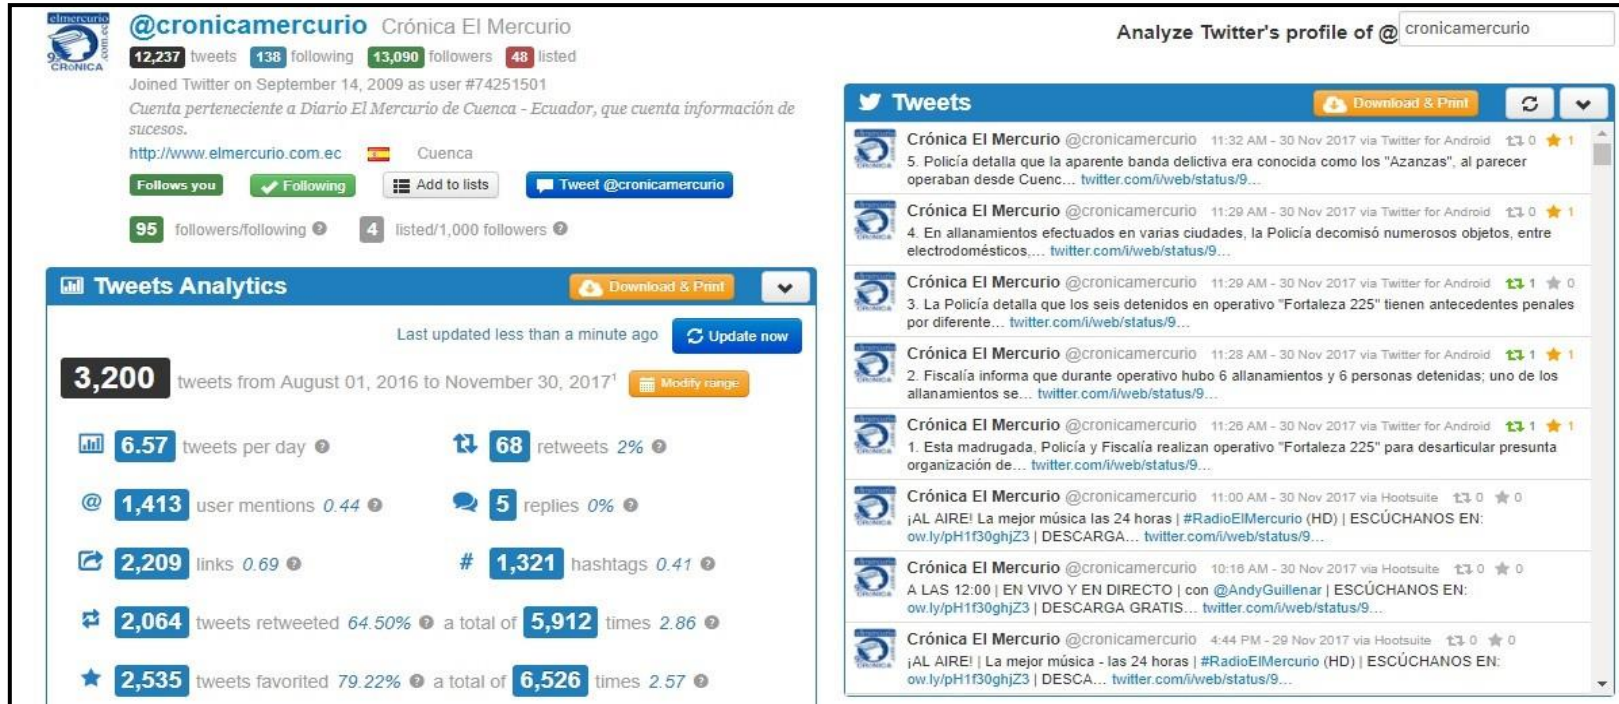 @cronicamercurio Crónica El Mercurio
12,237 tweets 138 following 13,090 followers 48 listed
Joined Twitter on September 14, 2009 as user #74251501
Cuenta perteneciente a Diario El Mercurio de Cuenca - Ecuador, que cuenta información de
sucesos.
http://www.elmercurio.com.ec Cuenca
Follows you Following Add to lists Tweet @cronicamercurio
95 followers/following 4 listed/1,000 followers
Tweets Analytics Download & Print
Last updated less than a minute ago Update now
3,200 tweets from August 01, 2016 to November 30, 2017¹ Modify range
6.57 tweets per day 68 retweets 2%
@ 1,413 user mentions 0.44 5 replies 0%
2,209 links 0.69 # 1,321 hashtags 0.41
2,064 tweets retweeted 64.50% a total of 5,912 times 2.86
2,535 tweets favorited 79.22% a total of 6,526 times 2.57
Analyze Twitter's profile of @ cronicamercurio
Tweets Download & Print
Crónica El Mercurio @cronicamercurio 11:32 AM - 30 Nov 2017 via Twitter for Android 0 1
5. Policía detalla que la aparente banda delictiva era conocida como los "Azanzas", al parecer
operaban desde Cuenc... twitter.com/i/web/status/9...
Crónica El Mercurio @cronicamercurio 11:29 AM - 30 Nov 2017 via Twitter for Android 0 1
4. En allanamientos efectuados en varias ciudades, la Policía decomisó numerosos objetos, entre
electrodomésticos,... twitter.com/i/web/status/9...
Crónica El Mercurio @cronicamercurio 11:29 AM - 30 Nov 2017 via Twitter for Android 1 0
3. La Policía detalla que los seis detenidos en operativo "Fortaleza 225" tienen antecedentes penales
por diferente... twitter.com/i/web/status/9...
Crónica El Mercurio @cronicamercurio 11:28 AM - 30 Nov 2017 via Twitter for Android 1 1
2. Fiscalía informa que durante operativo hubo 6 allanamientos y 6 personas detenidas; uno de los
allanamientos se... twitter.com/i/web/status/9...
Crónica El Mercurio @cronicamercurio 11:26 AM - 30 Nov 2017 via Twitter for Android 1 1
1. Esta madrugada, Policía y Fiscalía realizan operativo "Fortaleza 225" para desarticular presunta
organización de... twitter.com/i/web/status/9...
Crónica El Mercurio @cronicamercurio 11:00 AM - 30 Nov 2017 via Hootsuite 0 0
¡AL AIRE! La mejor música las 24 horas | #RadioElMercurio (HD) | ESCÚCHANOS EN:
ow.ly/pH1f30ghjZ3 | DESCARGA... twitter.com/i/web/status/9...
Crónica El Mercurio @cronicamercurio 10:16 AM - 30 Nov 2017 via Hootsuite 0 0
A LAS 12:00 | EN VIVO Y EN DIRECTO | con @AndyGuillenar | ESCÚCHANOS EN:
ow.ly/pH1f30ghjZ3 | DESCARGA GRATIS... twitter.com/i/web/status/9...
Crónica El Mercurio @cronicamercurio 4:44 PM - 29 Nov 2017 via Hootsuite 0 0
¡AL AIRE! | La mejor música - las 24 horas | #RadioElMercurio (HD) | ESCÚCHANOS EN:
ow.ly/pH1f30ghjZ3 | DESCA... twitter.com/i/web/status/9...